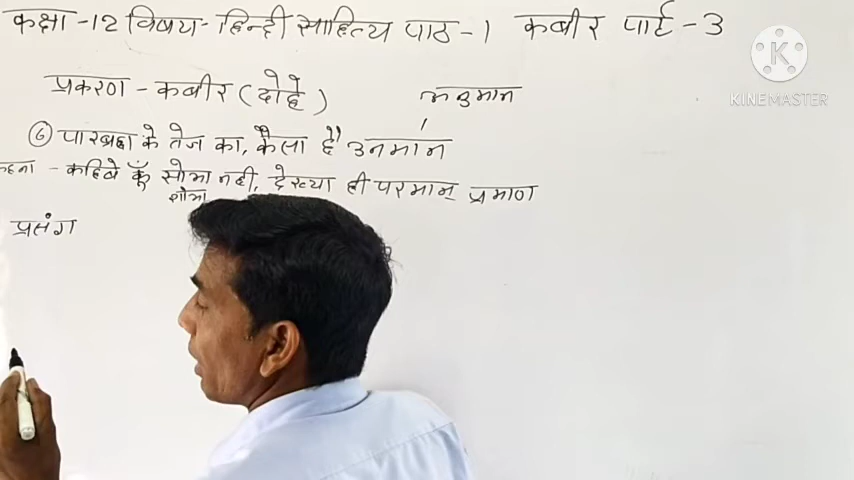 कक्षा -12 विषय- हिन्दी साहित्य पाठ -1 कबीर पार्ट -3
K
KINEMASTER
प्रकरण - कबीर (दोहे)
अनुमान
⑥ पारब्रह्म के तेज का, कैसा है उनमान
कहना - कहिबे कूँ सोभा नही, देख्या ही परमान् प्रमाण
शोभा
प्रसंग